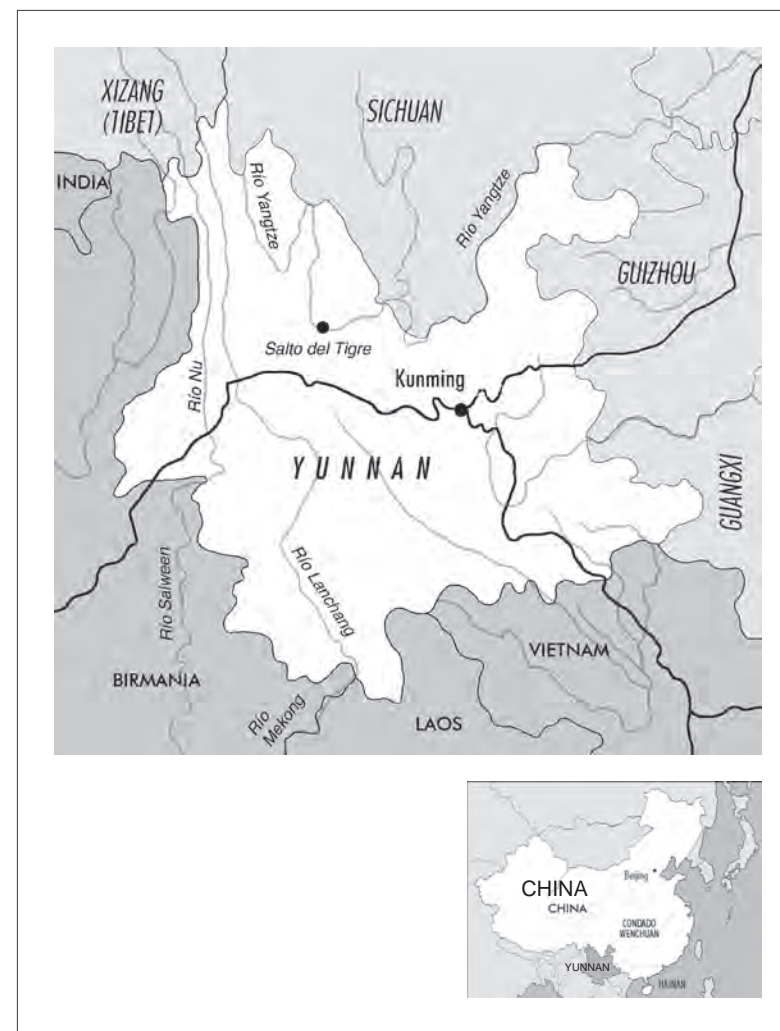 XIZANG
(TIBET)
SICHUAN
INDIA
Río Yangtze
Río Yangtze
GUIZHOU
Salto del Tigre
Río Nu
Kunming
YUNNAN
GUANGXI
Río Lanchang
Río Salween
VIETNAM
BIRMANIA
Río
Mekong
LAOS
Beijing
CHINA
CHINA
CONDADO
WENCHUAN
YUNNAN
HAINAN